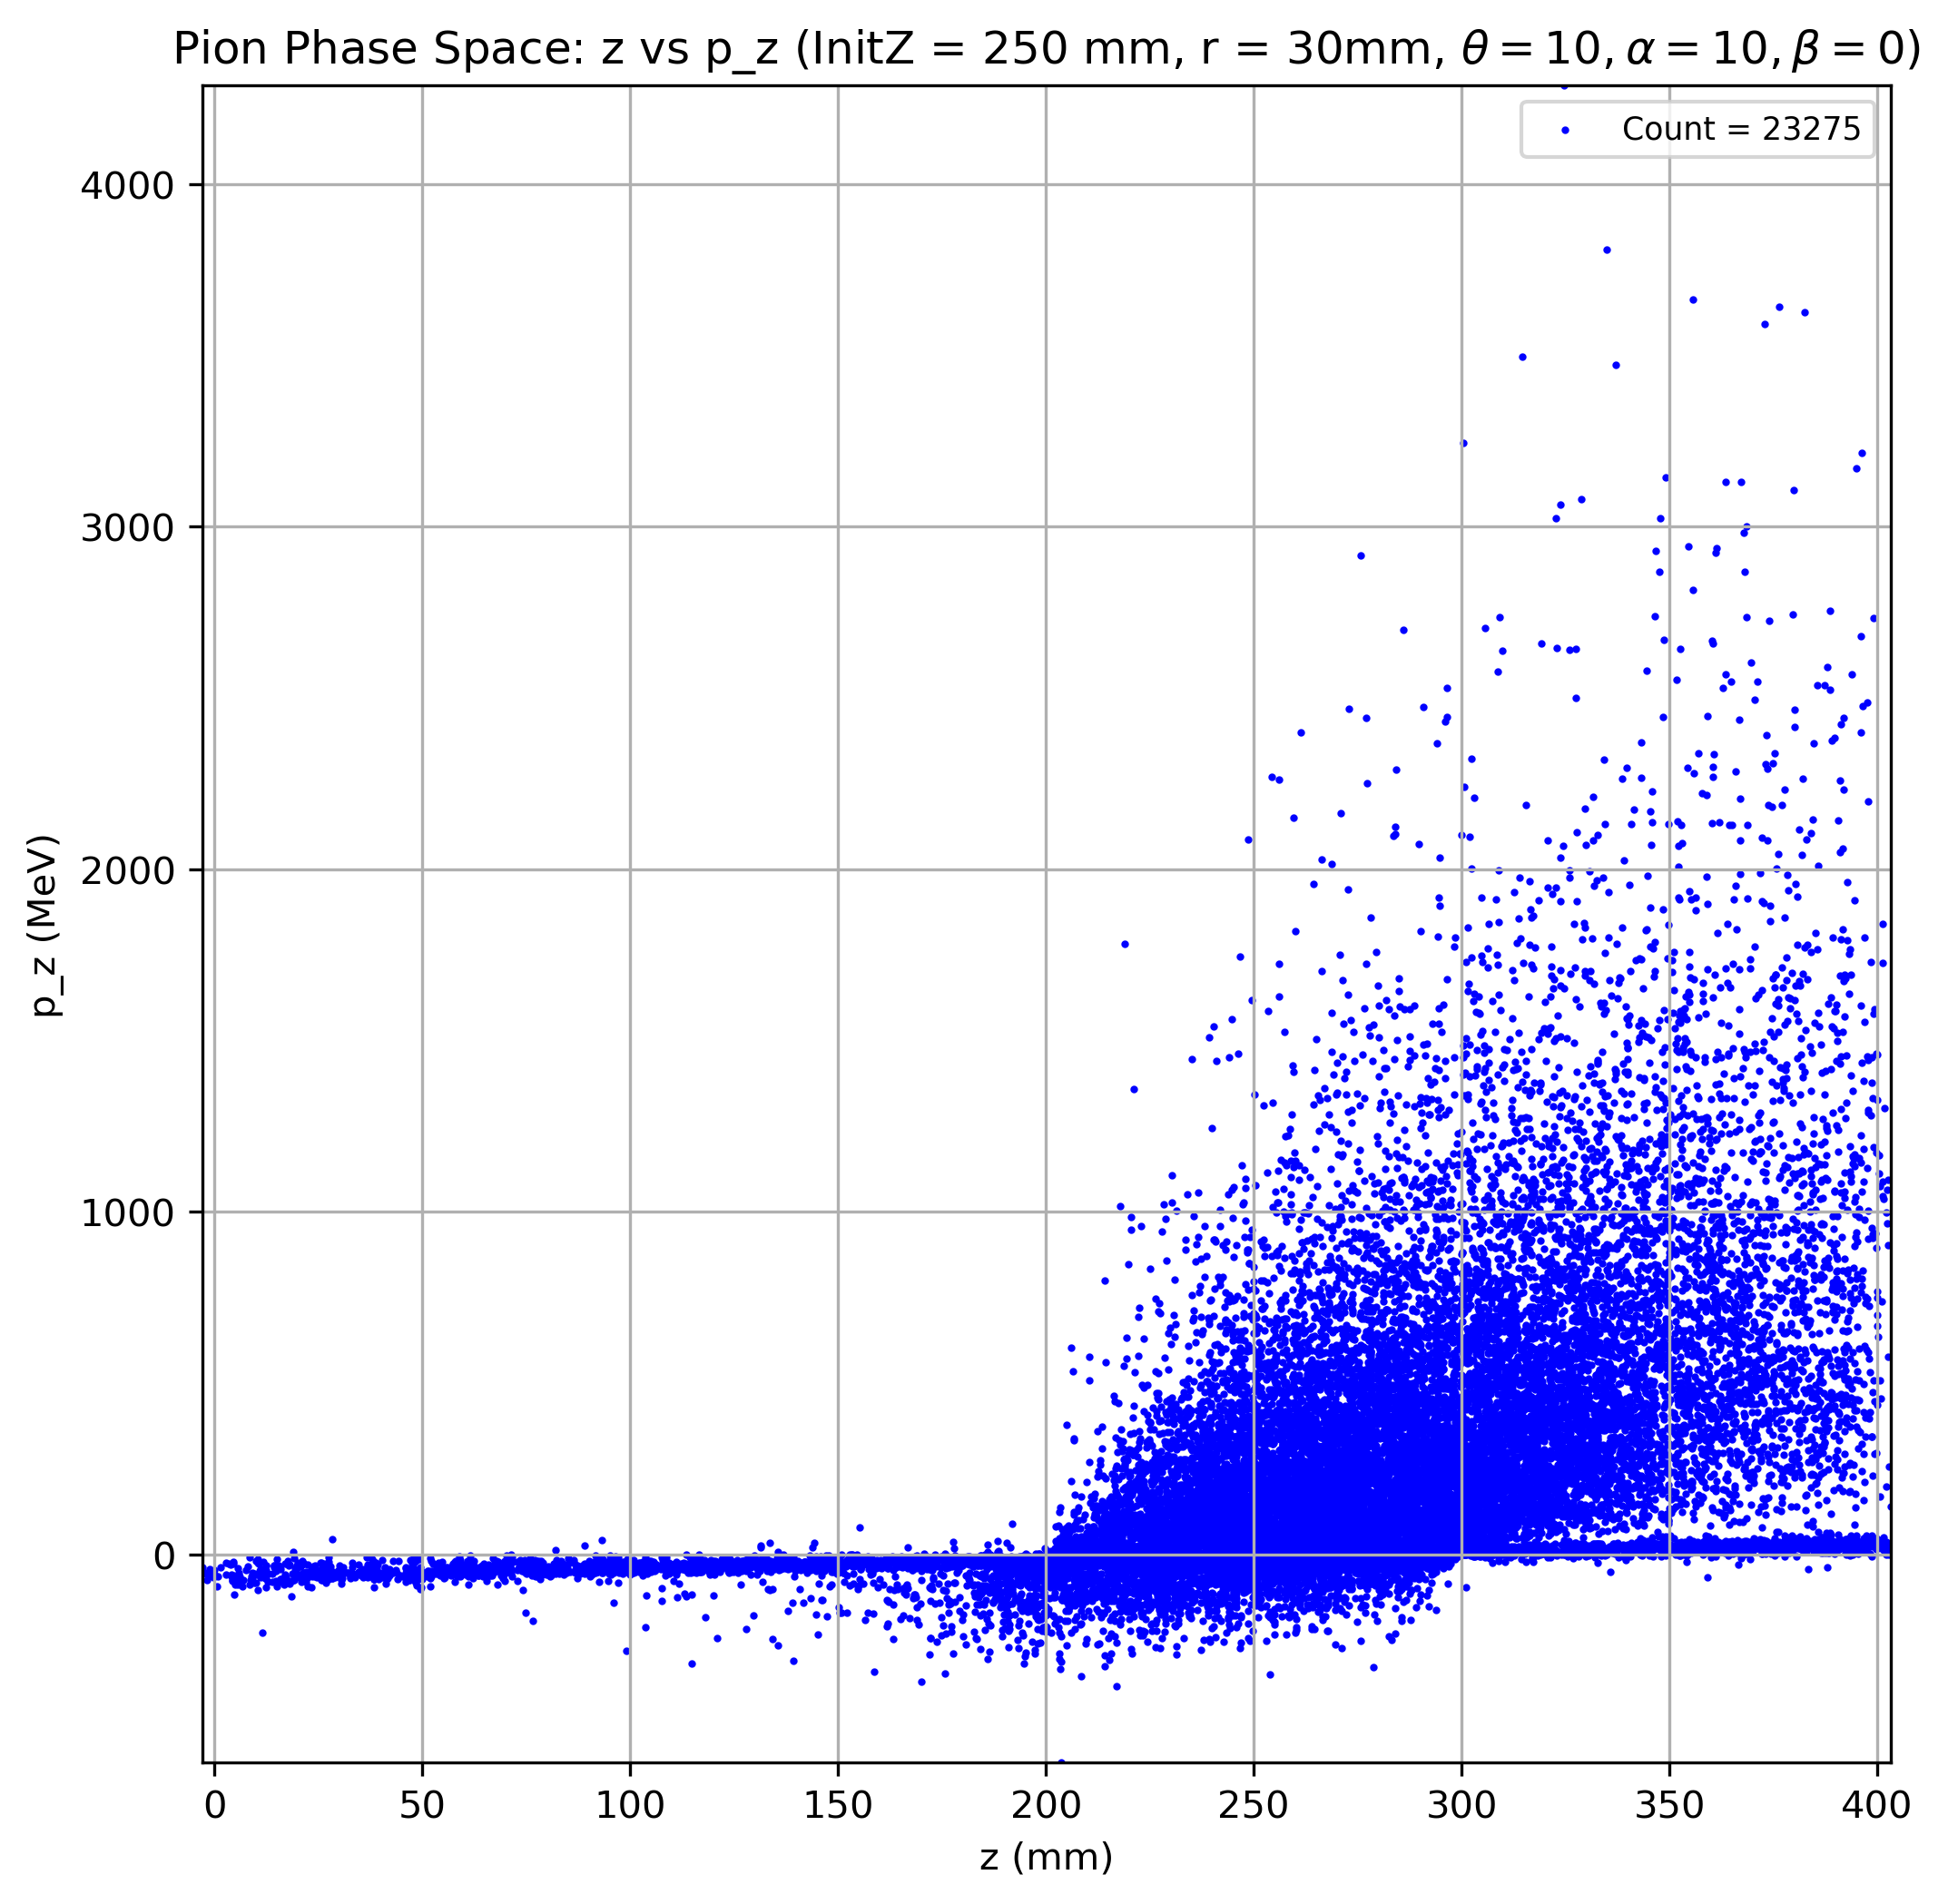 Pion Phase Space: z vs p_z (InitZ = 250 mm, r = 30mm, θ = 10, α = 10, β = 0)
Count = 23275
4000
3000
2000
1000
0
p_z (MeV)
0 50 100 150 200 250 300 350 400
z (mm)